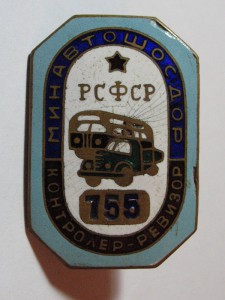 МИНАВТОШОСДОР
РСФСР
755
КОНТРОЛЕР-РЕВИЗОР